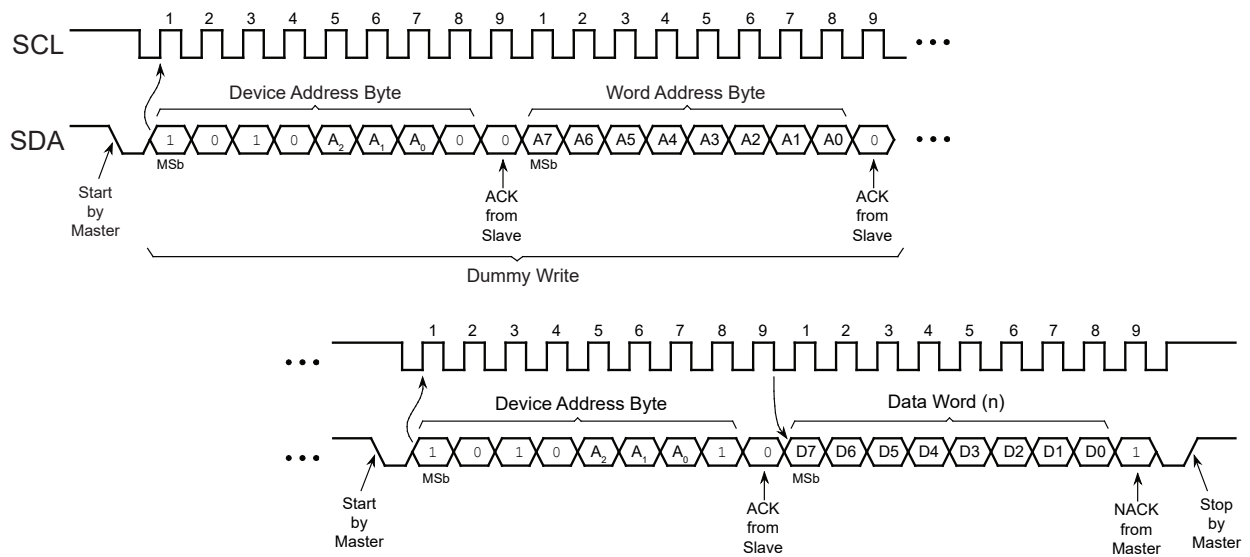 1 2 3 4 5 6 7 8 9 1 2 3 4 5 6 7 8 9
SCL
Device Address Byte Word Address Byte
SDA 1 0 1 0 A2 A1 A0 0 0 A7 A6 A5 A4 A3 A2 A1 A0 0
MSb MSb
Start
by
Master
ACK
from
Slave
ACK
from
Slave
Dummy Write
1 2 3 4 5 6 7 8 9 1 2 3 4 5 6 7 8 9
Device Address Byte Data Word (n)
1 0 1 0 A2 A1 A0 1 0 D7 D6 D5 D4 D3 D2 D1 D0 1
MSb MSb
Start
by
Master
ACK
from
Slave
NACK
from
Master
Stop
by
Master